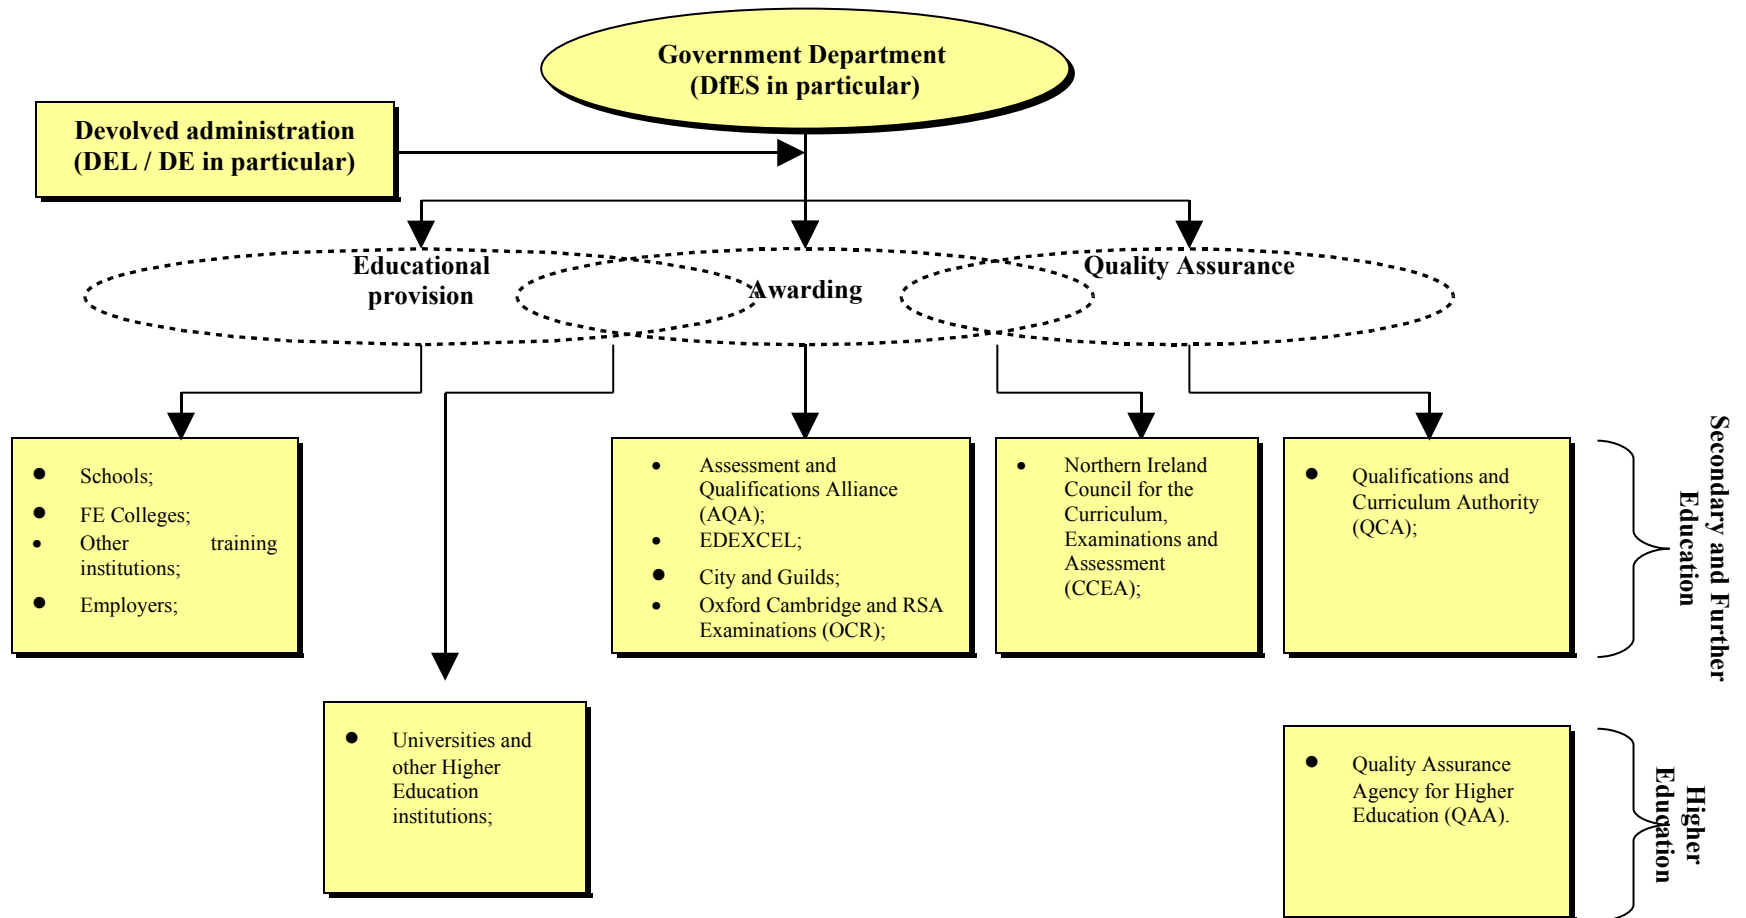 Government Department
(DfES in particular)
Devolved administration
(DEL / DE in particular)
Educational
provision
Awarding
Quality Assurance
● Schools;
● FE Colleges;
● Other training
institutions;
● Employers;
● Assessment and
Qualifications Alliance
(AQA);
● EDEXCEL;
● City and Guilds;
● Oxford Cambridge and RSA
Examinations (OCR);
● Northern Ireland
Council for the
Curriculum,
Examinations and
Assessment
(CCEA);
● Qualifications and
Curriculum Authority
(QCA);
Secondary and Further
Education
● Universities and
other Higher
Education
institutions;
● Quality Assurance
Agency for Higher
Education (QAA).
Higher
Education